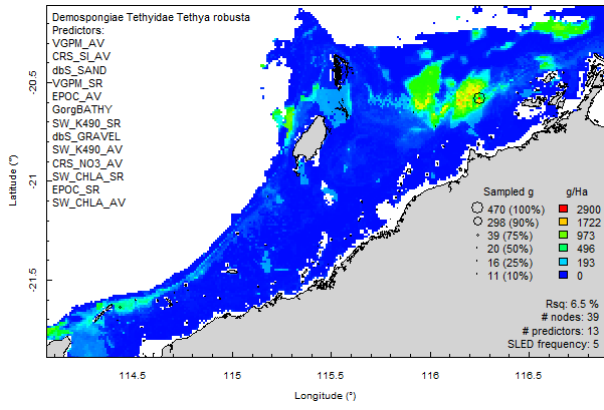 Demospongiae Tethyidae Tethya robusta
Predictors:
VGPM_AV
CRS_SI_AV
dbS_SAND
VGPM_SR
EPOC_AV
GorgBATHY
SW_K490_SR
dbS_GRAVEL
SW_K490_AV
CRS_NO3_AV
SW_CHLA_SR
EPOC_SR
SW_CHLA_AV
Latitude (°)
-20.5
-21
-21.5
Sampled g
470 (100%)
298 (90%)
39 (75%)
20 (50%)
16 (25%)
11 (10%)
g/Ha
2900
1722
973
496
193
0
Rsq: 6.5 %
# nodes: 39
# predictors: 13
SLED frequency: 5
114.5
115
115.5
116
116.5
Longitude (°)